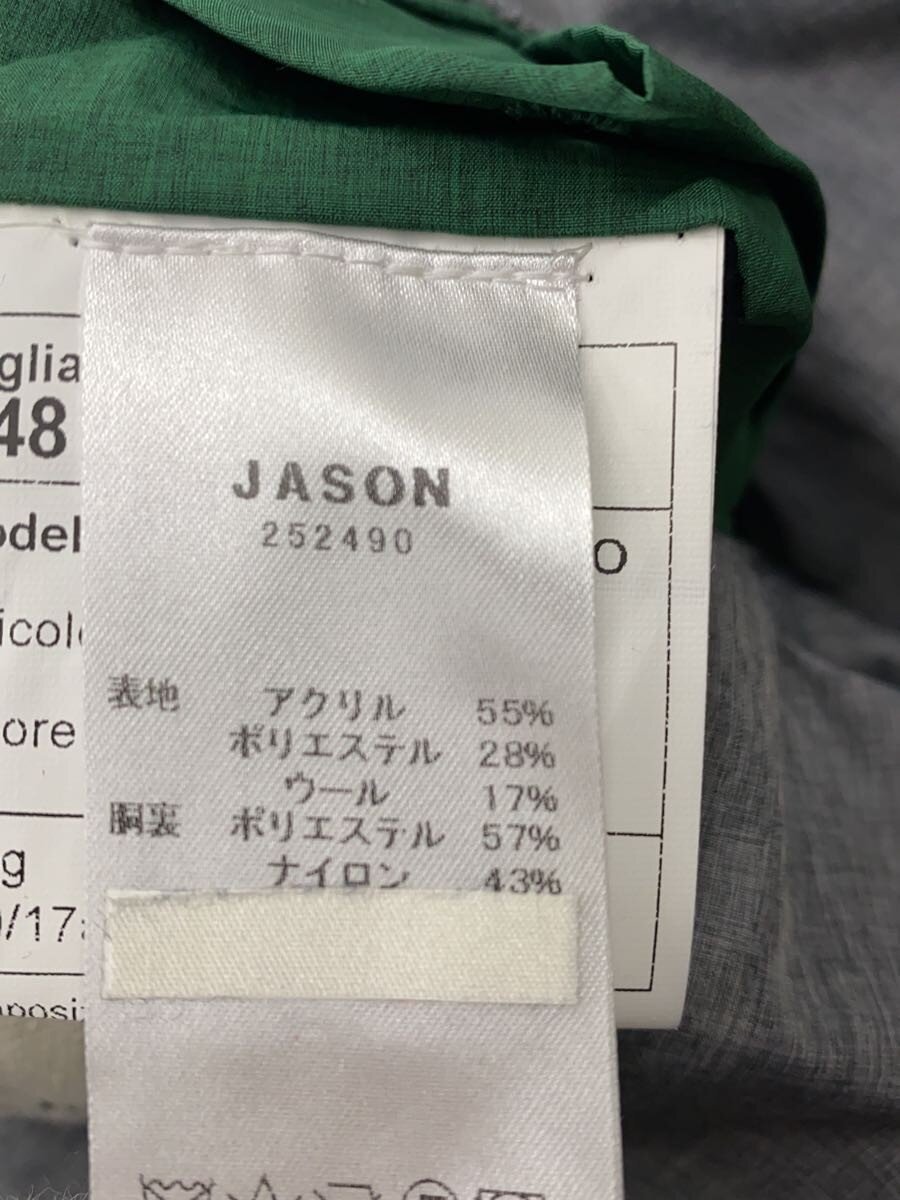 JASON
252490
表地 アクリル 55%
ポリエステル 28%
ウール 17%
胴裏 ポリエステル 57%
ナイロン 43%
glia
48
odel
O
icolo
ore
g
/17
posiz